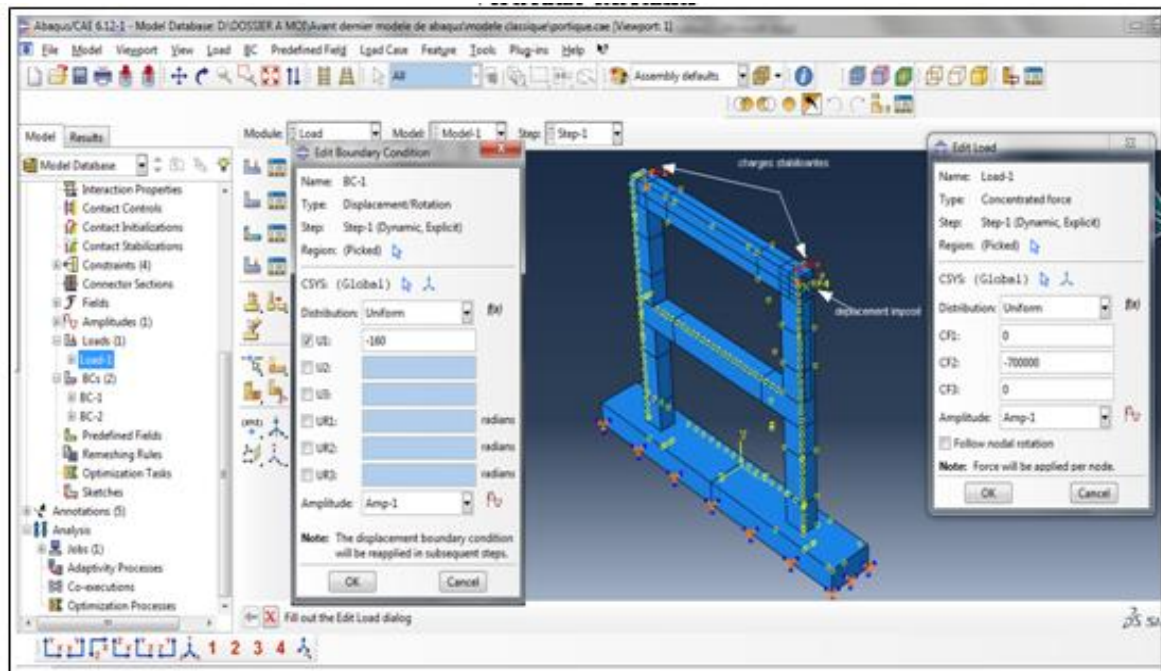 Abaqus/CAE 6.12-1 - Model Database: D:\DOSSIER A MOI\Avant dernier modele de abaqus\modele classique\portique.cae [Viewport: 1]
File Model Viewport View Load BC Predefined Field Load Case Feature Tools Plug-ins Help
All Assembly defaults
Model Results
Module: Load Model: Model-1 Step: Step-1
Model Database
Interaction Properties
Contact Controls
Contact Initializations
Contact Stabilizations
Constraints (4)
Connector Sections
Fields
Amplitudes (1)
Loads (1)
Load-1
BCs (2)
BC-1
BC-2
Predefined Fields
Remeshing Rules
Optimization Tasks
Sketches
Annotations (5)
Analysis
Jobs (1)
Adaptivity Processes
Co-executions
Optimization Processes
Edit Boundary Condition
Name: BC-1
Type: Displacement/Rotation
Step: Step-1 (Dynamic, Explicit)
Region: (Picked)
CSYS: (Global)
Distribution: Uniform f(x)
U1: -160
U2:
U3:
UR1: radians
UR2: radians
UR3: radians
Amplitude: Amp-1
Note: The displacement boundary condition
will be reapplied in subsequent steps.
OK Cancel
charges stabilisantes
deplacement imposé
Y
Edit Load
Name: Load-1
Type: Concentrated force
Step: Step-1 (Dynamic, Explicit)
Region: (Picked)
CSYS: (Global)
Distribution: Uniform f(x)
CF1: 0
CF2: -700000
CF3: 0
Amplitude: Amp-1
Follow nodal rotation
Note: Force will be applied per node.
OK Cancel
Fill out the Edit Load dialog
1 2 3 4